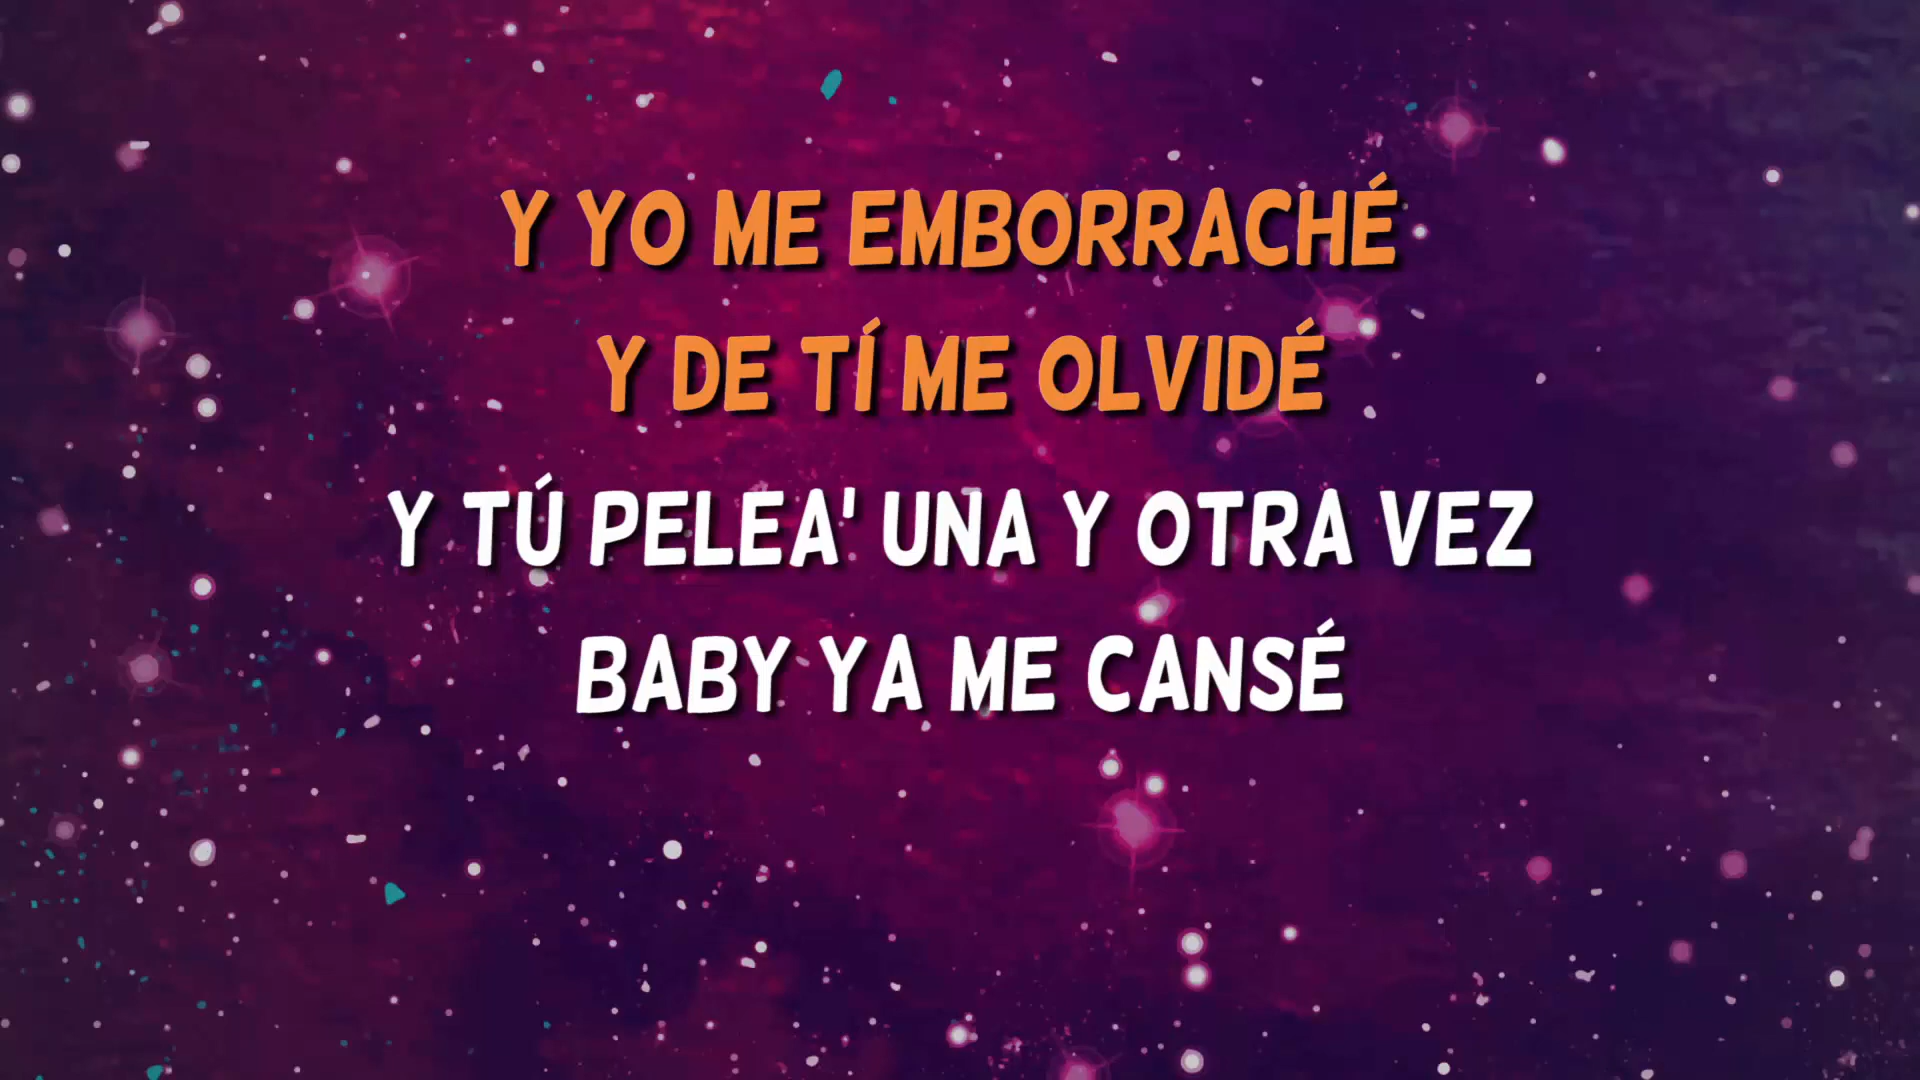 Y YO ME EMBORRACHÉ
Y DE TÍ ME OLVIDÉ
Y TÚ PELEA' UNA Y OTRA VEZ
BABY YA ME CANSÉ